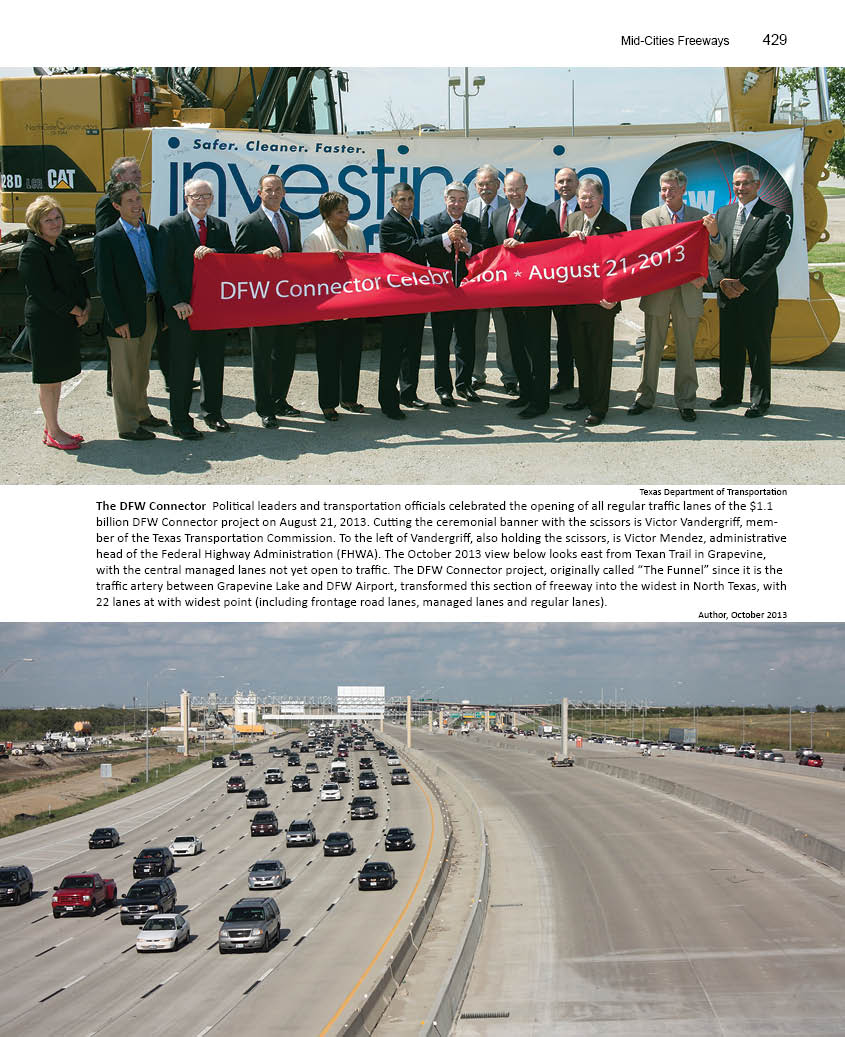 Mid-Cities Freeways 429
NorthGate Constructors
28D LCR CAT
Safer. Cleaner. Faster.
investing in
DFW Connector Celebration * August 21, 2013
Texas Department of Transportation
The DFW Connector Political leaders and transportation officials celebrated the opening of all regular traffic lanes of the $1.1
billion DFW Connector project on August 21, 2013. Cutting the ceremonial banner with the scissors is Victor Vandergriff, mem-
ber of the Texas Transportation Commission. To the left of Vandergriff, also holding the scissors, is Victor Mendez, administrative
head of the Federal Highway Administration (FHWA). The October 2013 view below looks east from Texan Trail in Grapevine,
with the central managed lanes not yet open to traffic. The DFW Connector project, originally called “The Funnel” since it is the
traffic artery between Grapevine Lake and DFW Airport, transformed this section of freeway into the widest in North Texas, with
22 lanes at with widest point (including frontage road lanes, managed lanes and regular lanes).
Author, October 2013